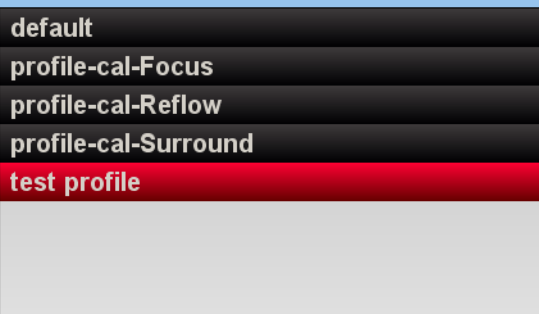 default
profile-cal-Focus
profile-cal-Reflow
profile-cal-Surround
test profile